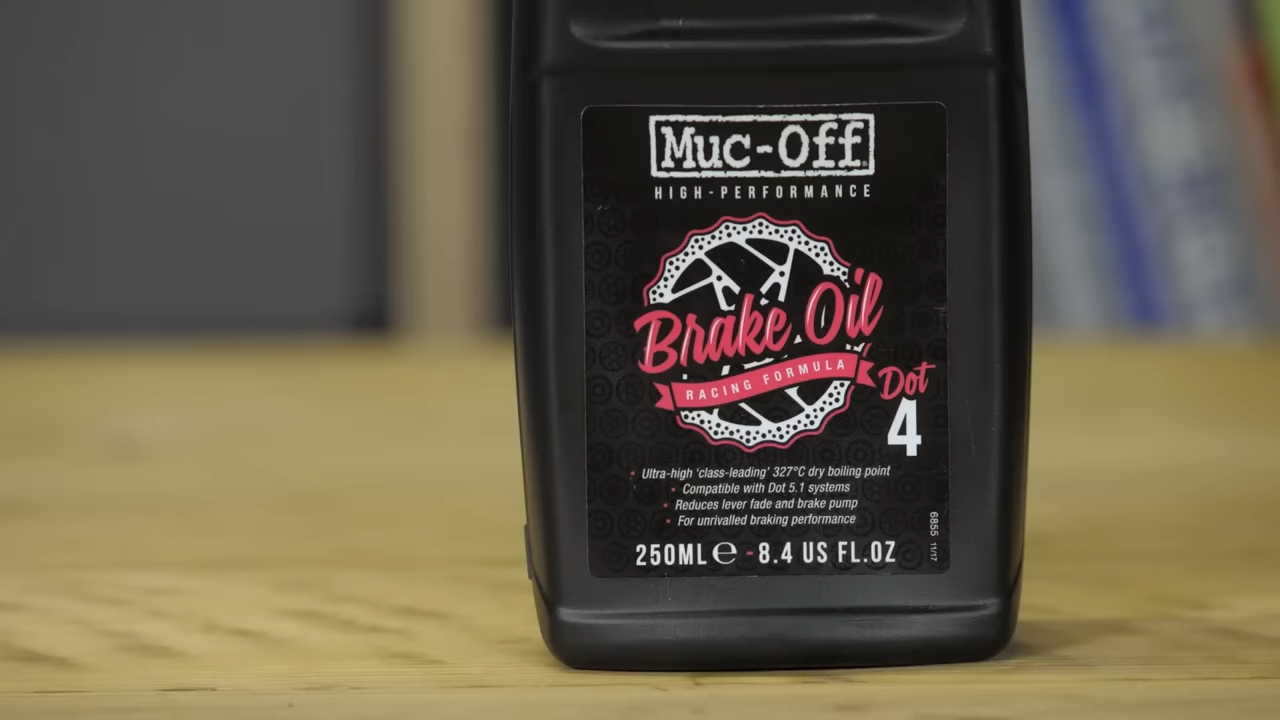 Muc-Off
HIGH-PERFORMANCE
Brake Oil
RACING FORMULA
Dot
4
• Ultra-high ‘class-leading’ 327°C dry boiling point
• Compatible with Dot 5.1 systems
• Reduces lever fade and brake pump
• For unrivalled braking performance
250ML℮ - 8.4 US FL.OZ
6855 11/17